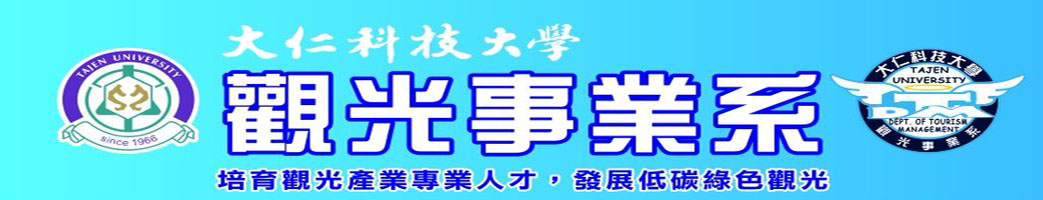 大仁科技大學
觀光事業系
培育觀光產業專業人才，發展低碳綠色觀光
TAJEN UNIVERSITY
since 1966
大仁科技大學
TAJEN
UNIVERSITY
DEPT. OF TOURISM
MANAGEMENT
觀光事業系